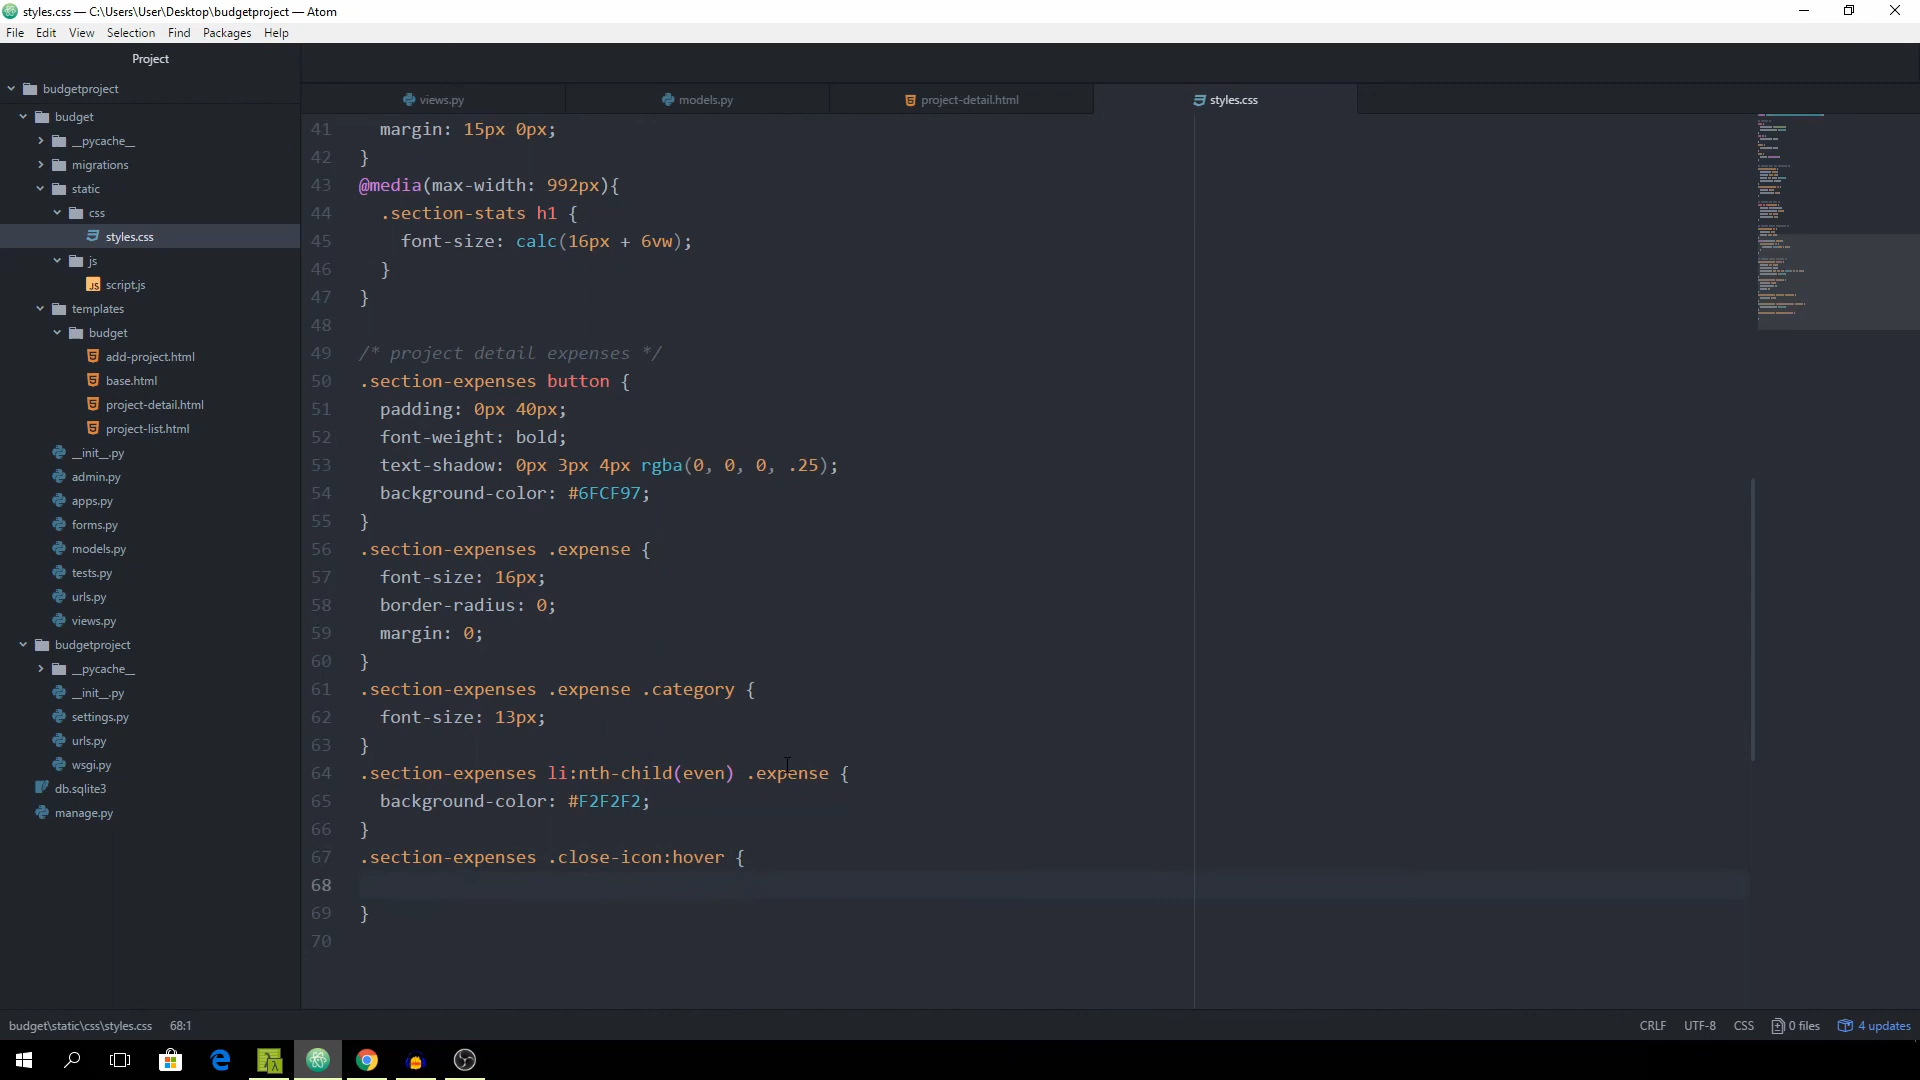 styles.css — C:\Users\User\Desktop\budgetproject — Atom
File Edit View Selection Find Packages Help
Project
budgetproject
budget
__pycache__
migrations
static
css
styles.css
js
script.js
templates
budget
add-project.html
base.html
project-detail.html
project-list.html
__init__.py
admin.py
apps.py
forms.py
models.py
tests.py
urls.py
views.py
budgetproject
__pycache__
__init__.py
settings.py
urls.py
wsgi.py
db.sqlite3
manage.py
views.py models.py project-detail.html styles.css
41 margin: 15px 0px;
42 }
43 @media(max-width: 992px){
44 .section-stats h1 {
45 font-size: calc(16px + 6vw);
46 }
47 }
48
49 /* project detail expenses */
50 .section-expenses button {
51 padding: 0px 40px;
52 font-weight: bold;
53 text-shadow: 0px 3px 4px rgba(0, 0, 0, .25);
54 background-color: #6FCF97;
55 }
56 .section-expenses .expense {
57 font-size: 16px;
58 border-radius: 0;
59 margin: 0;
60 }
61 .section-expenses .expense .category {
62 font-size: 13px;
63 }
64 .section-expenses li:nth-child(even) .expense {
65 background-color: #F2F2F2;
66 }
67 .section-expenses .close-icon:hover {
68
69 }
70
budget\static\css\styles.css 68:1 CRLF UTF-8 CSS 0 files 4 updates